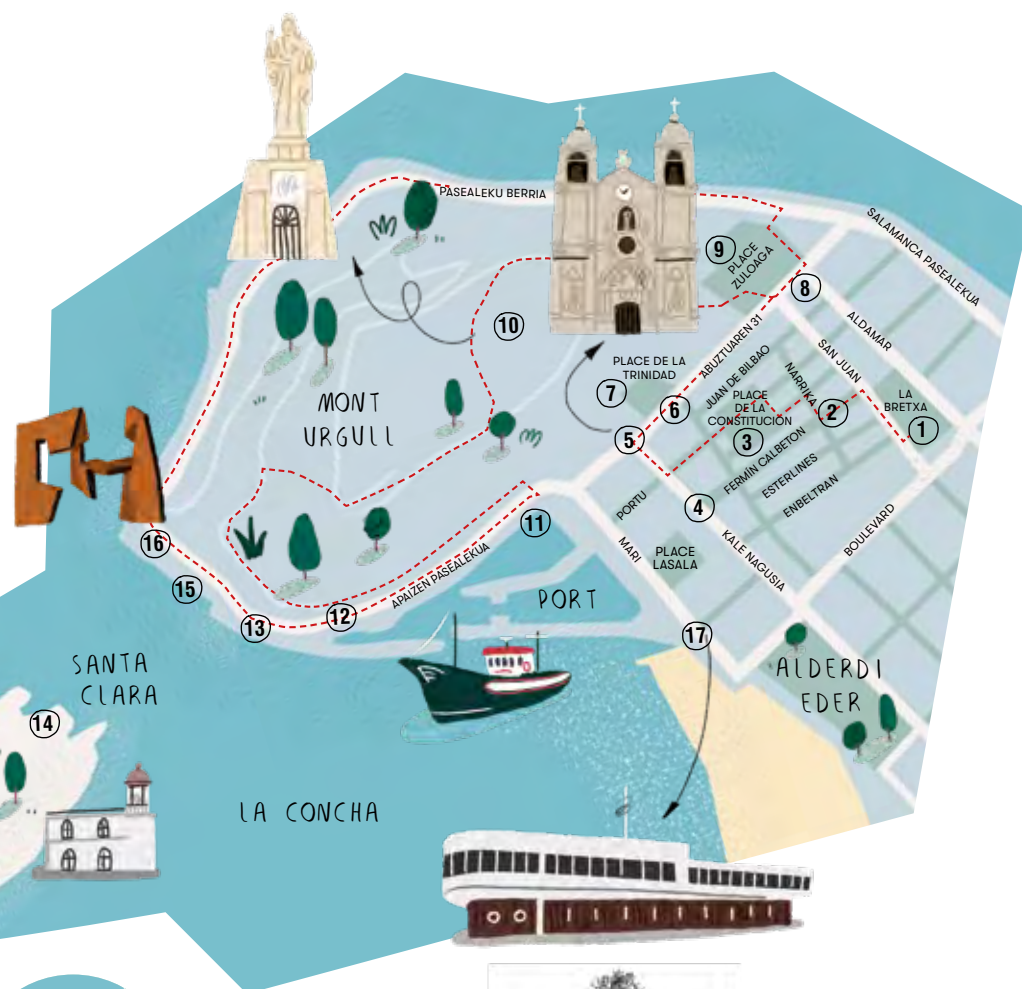 PASEALEKU BERRIA
SALAMANCA PASEALEKUA
9
PLACE
ZULOAGA
8
ALDAMAR
10
ABUZTUAREN 31
SAN JUAN
PLACE DE LA
TRINIDAD
7
JUAN DE BILBAO
NARRIKA
LA
BRETXA
1
MONT
URGULL
6
PLACE
DE LA
CONSTITUCIÓN
2
3
5
FERMÍN CALBETON
ESTERLINES
ENBELTRAN
4
PORTU
11
MARI
KALE NAGUSIA
BOULEVARD
16
PLACE
LASALA
APAIZEN PASEALEKUA
15
PORT
12
13
17
SANTA
CLARA
ALDERDI
EDER
14
LA CONCHA